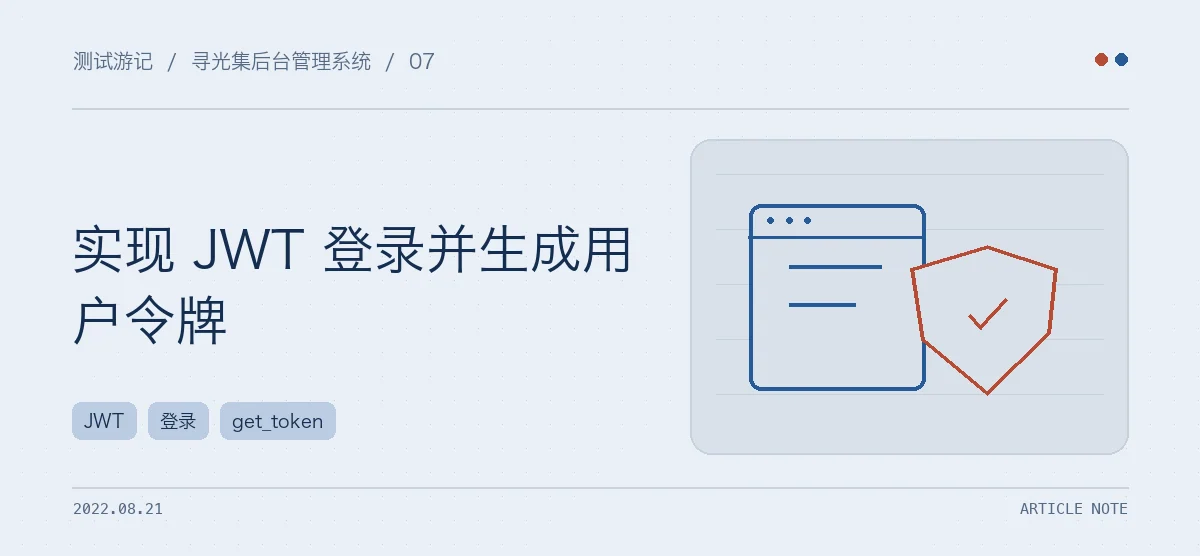 测试游记 / 寻光集后台管理系统 / 07
实现 JWT 登录并生成用
户令牌
JWT 登录 get_token
2022.08.21 ARTICLE NOTE